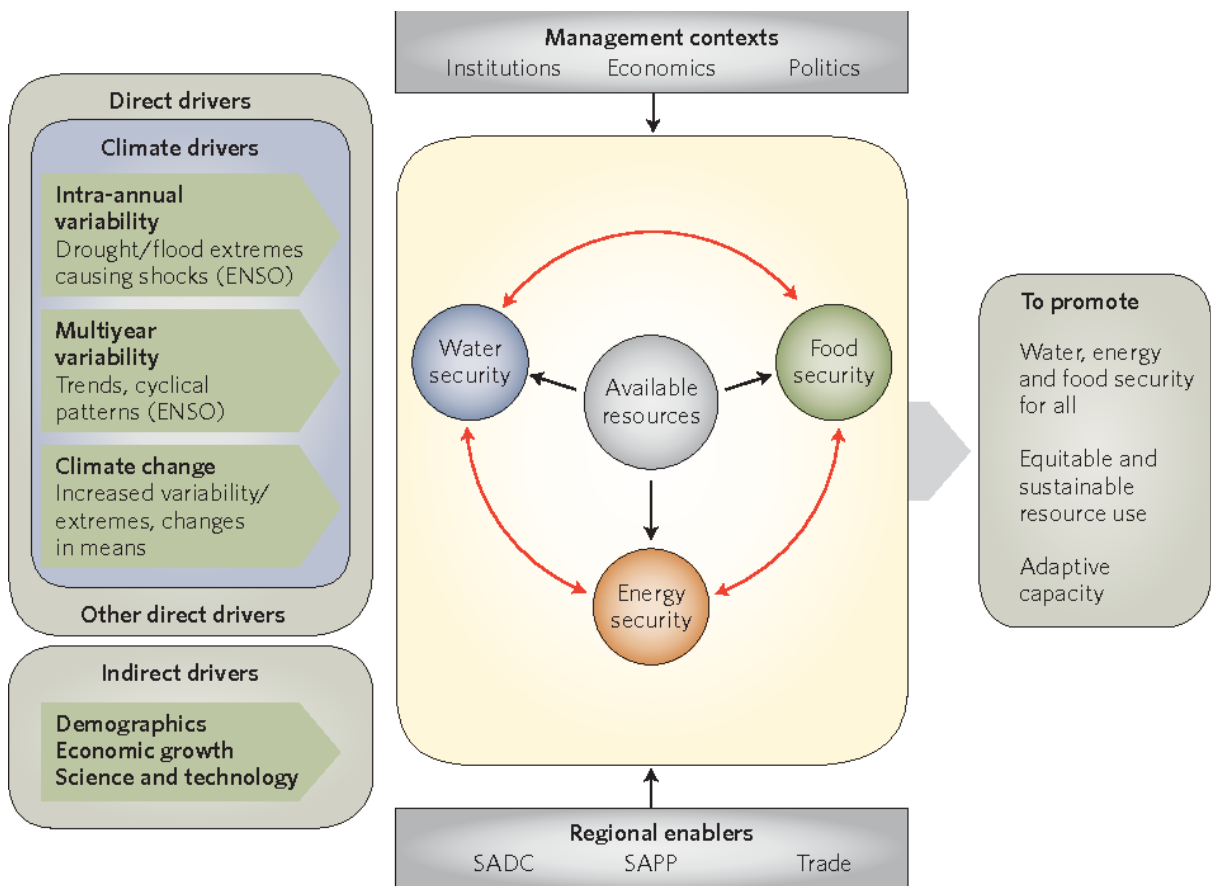 Management contexts
Institutions Economics Politics
Direct drivers
Climate drivers
Intra-annual
variability
Drought/flood extremes
causing shocks (ENSO)
Multiyear
variability
Trends, cyclical
patterns (ENSO)
Climate change
Increased variability/
extremes, changes
in means
Other direct drivers
Indirect drivers
Demographics
Economic growth
Science and technology
Water
security
Available
resources
Food
security
Energy
security
To promote
Water, energy
and food security
for all
Equitable and
sustainable
resource use
Adaptive
capacity
Regional enablers
SADC SAPP Trade